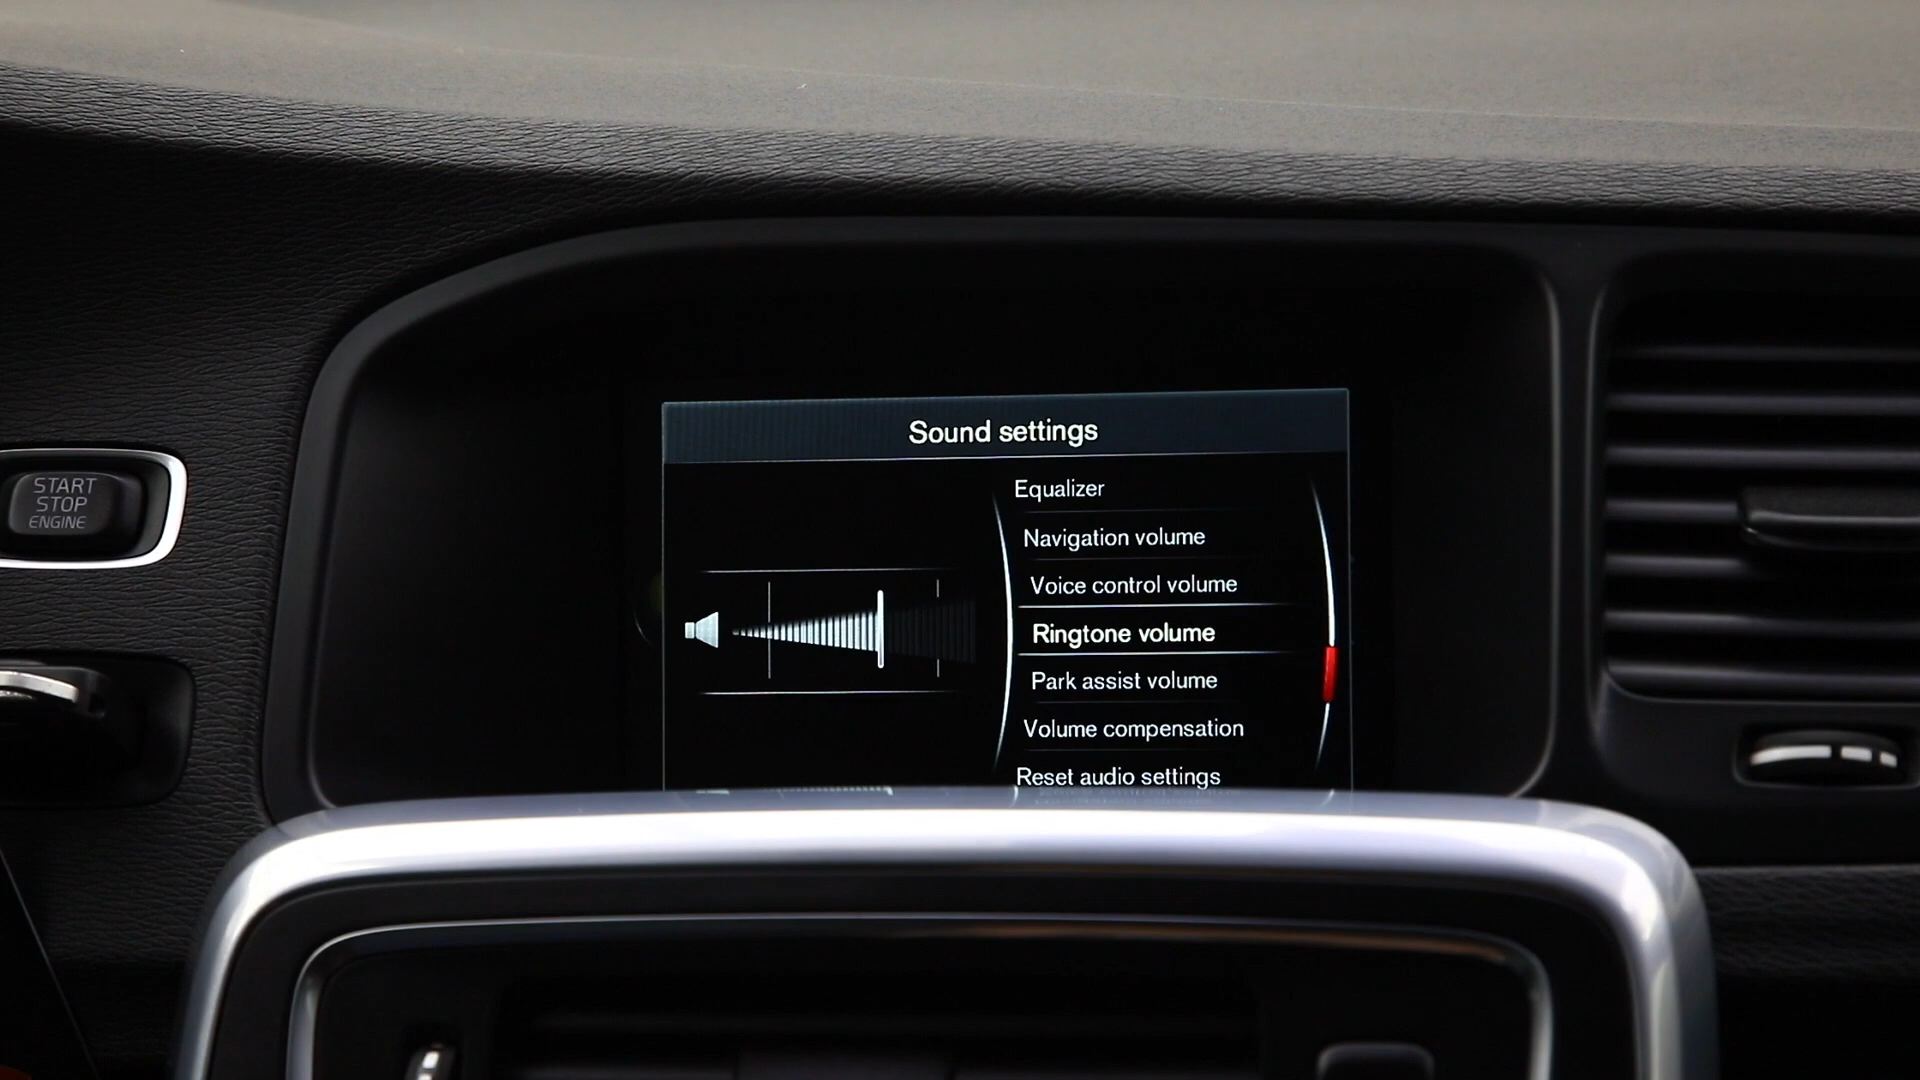 Sound settings
Equalizer
Navigation volume
Voice control volume
Ringtone volume
Park assist volume
Volume compensation
Reset audio settings
START
STOP
ENGINE